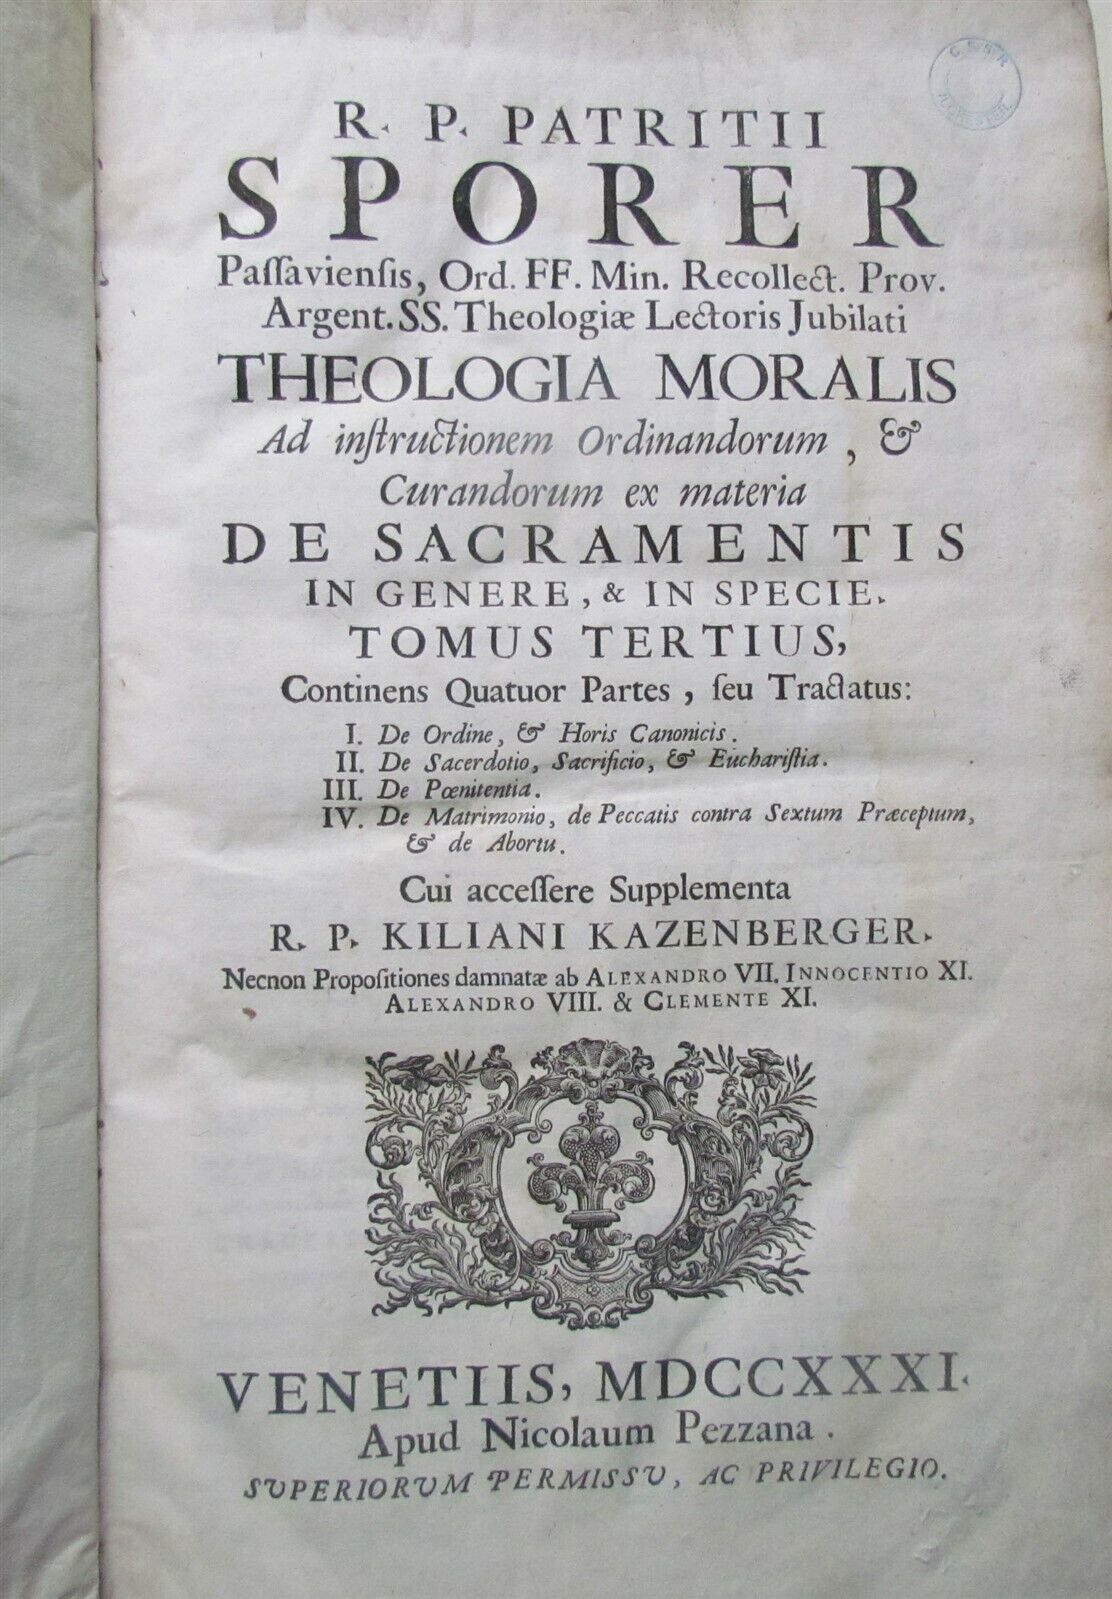 C.SS.R
R. P. PATRITII
SPORER
Paſſavienſis, Ord. FF. Min. Recollect. Prov.
Argent. SS. Theologiæ Lectoris Jubilati
THEOLOGIA MORALIS
Ad inſtructionem Ordinandorum, &
Curandorum ex materia
DE SACRAMENTIS
IN GENERE, & IN SPECIE.
TOMUS TERTIUS,
Continens Quatuor Partes, ſeu Tractatus:
I. De Ordine, & Horis Canonicis.
II. De Sacerdotio, Sacrificio, & Euchariſtia.
III. De Pœnitentia.
IV. De Matrimonio, de Peccatis contra Sextum Præceptum,
& de Abortu.
Cui acceſſere Supplementa
R. P. KILIANI KAZENBERGER.
Necnon Propoſitiones damnatæ ab ALEXANDRO VII. INNOCENTIO XI.
ALEXANDRO VIII. & CLEMENTE XI.
VENETIIS, MDCCXXXI.
Apud Nicolaum Pezzana.
SVPERIORVM PERMISSV, AC PRIVILEGIO.